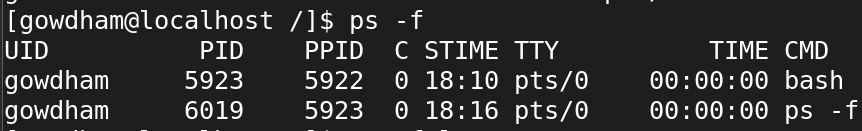 [gowdham@localhost /]$ ps -f
UID          PID    PPID  C STIME TTY          TIME CMD
gowdham     5923    5922  0 18:10 pts/0    00:00:00 bash
gowdham     6019    5923  0 18:16 pts/0    00:00:00 ps -f